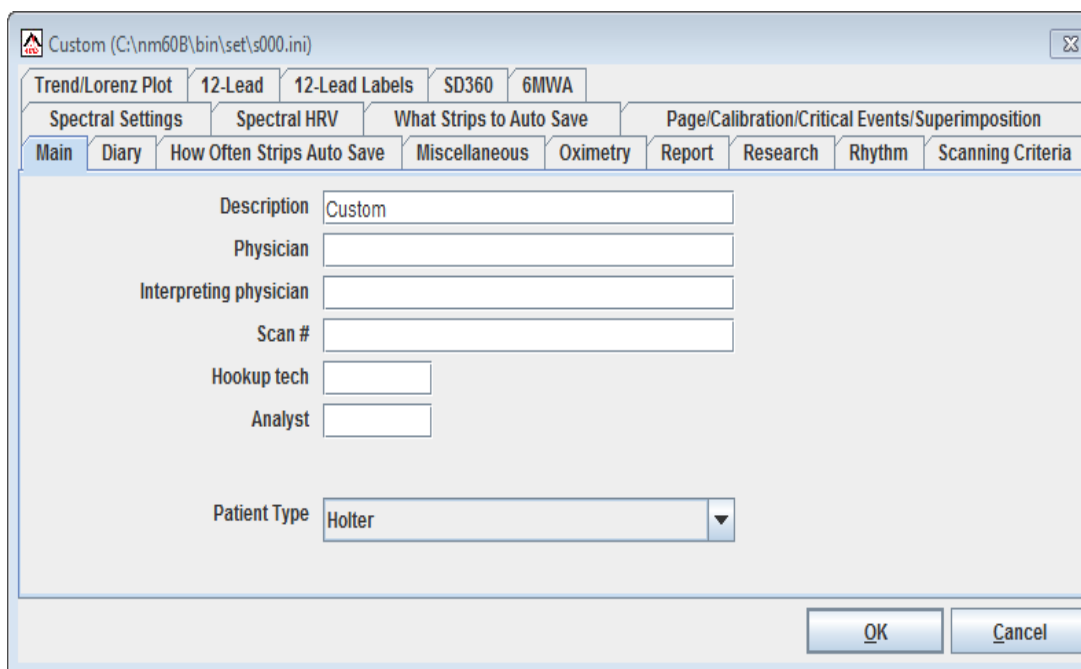 Custom (C:\nm60B\bin\set\s000.ini)
Trend/Lorenz Plot 12-Lead 12-Lead Labels SD360 6MWA
Spectral Settings Spectral HRV What Strips to Auto Save Page/Calibration/Critical Events/Superimposition
Main Diary How Often Strips Auto Save Miscellaneous Oximetry Report Research Rhythm Scanning Criteria
Description Custom
Physician
Interpreting physician
Scan #
Hookup tech
Analyst
Patient Type Holter
OK Cancel